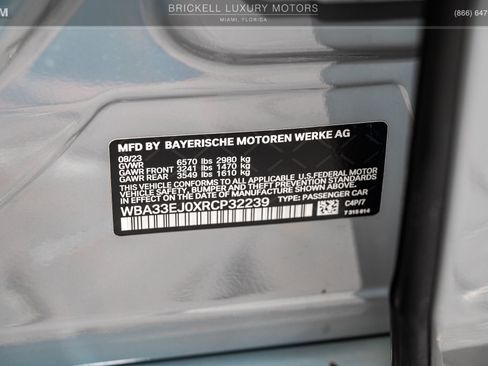 OM
BRICKELL LUXURY MOTORS
MIAMI, FLORIDA
(866) 647
MFD BY BAYERISCHE MOTOREN WERKE AG
08/23
GVWR 6570 lbs 2980 kg
GAWR FRONT 3241 lbs 1470 kg
GAWR REAR 3549 lbs 1610 kg
THIS VEHICLE CONFORMS TO ALL APPLICABLE U.S. FEDERAL MOTOR
VEHICLE SAFETY, BUMPER AND THEFT PREVENTION STANDARDS
IN EFFECT ON THE DATE OF MANUFACTURE SHOWN ABOVE.
WBA33EJ0XRCP32239 TYPE: PASSENGER CAR
C4P/7
7 315 014